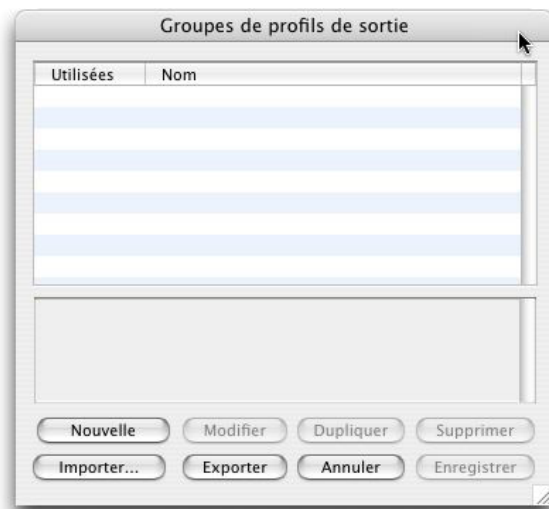 Groupes de profils de sortie
Utilisées Nom
Nouvelle Modifier Dupliquer Supprimer
Importer... Exporter Annuler Enregistrer